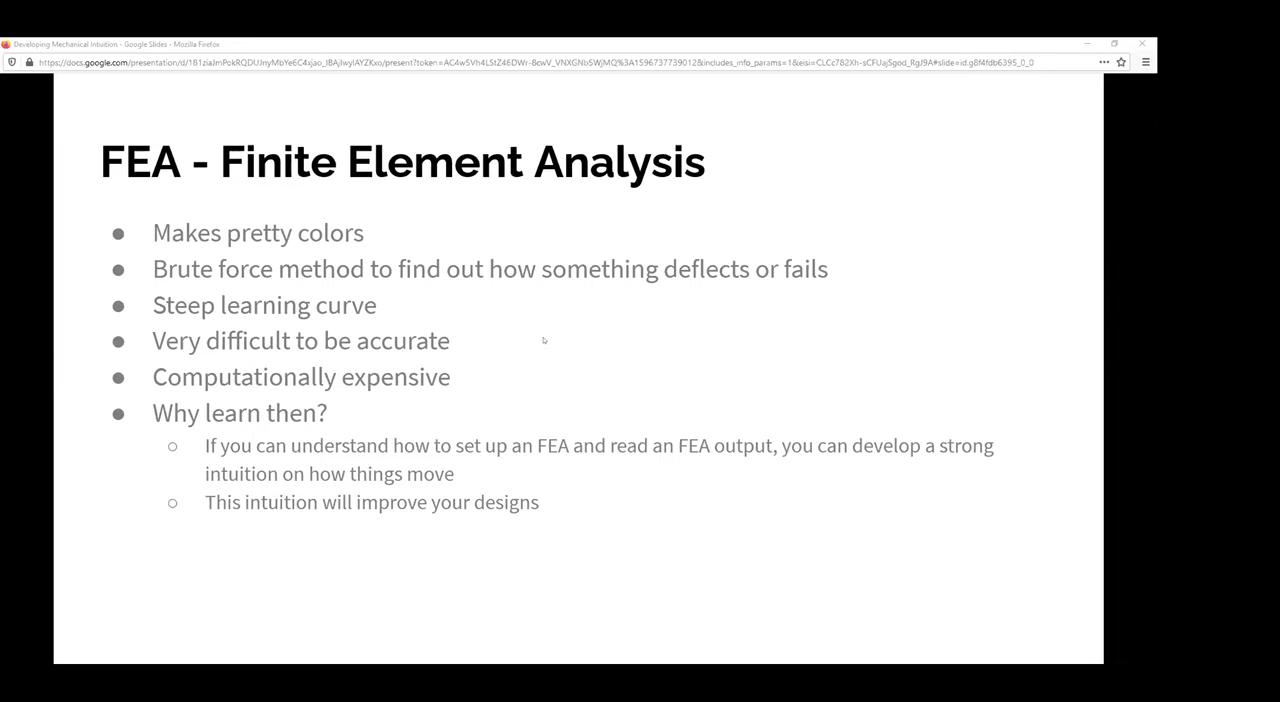 Developing Mechanical Intuition - Google Slides - Mozilla Firefox
FEA - Finite Element Analysis
● Makes pretty colors
● Brute force method to find out how something deflects or fails
● Steep learning curve
● Very difficult to be accurate
● Computationally expensive
● Why learn then?
○ If you can understand how to set up an FEA and read an FEA output, you can develop a strong
intuition on how things move
○ This intuition will improve your designs